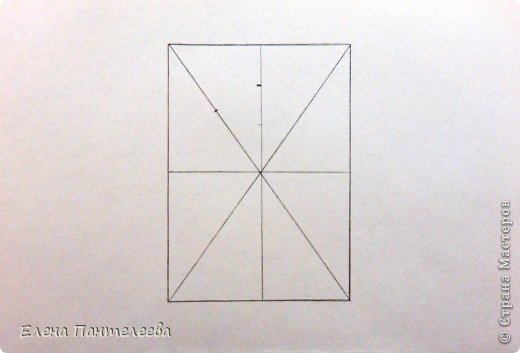 Елена Пантелеева
© Страна Мастеров